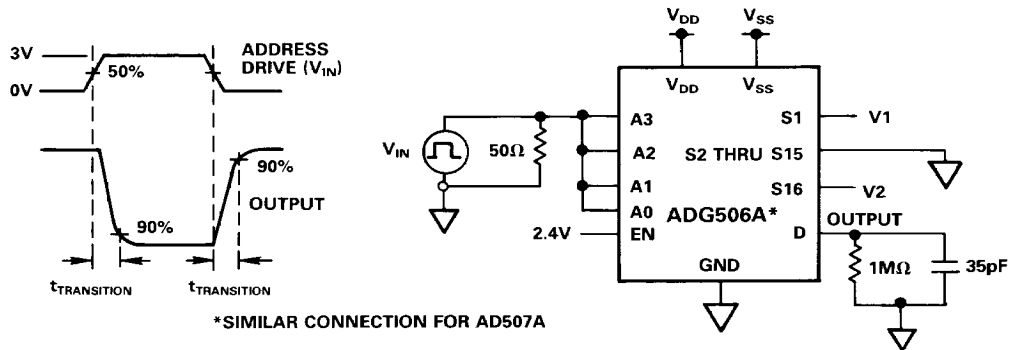 3V
0V
50%
ADDRESS
DRIVE (VIN)
90%
90%
OUTPUT
tTRANSITION
tTRANSITION
VDD
VSS
VDD
VSS
VIN
50Ω
A3
A2
A1
A0
EN
2.4V
S1
V1
S2 THRU S15
S16
V2
ADG506A*
D
OUTPUT
GND
1MΩ
35pF
*SIMILAR CONNECTION FOR AD507A